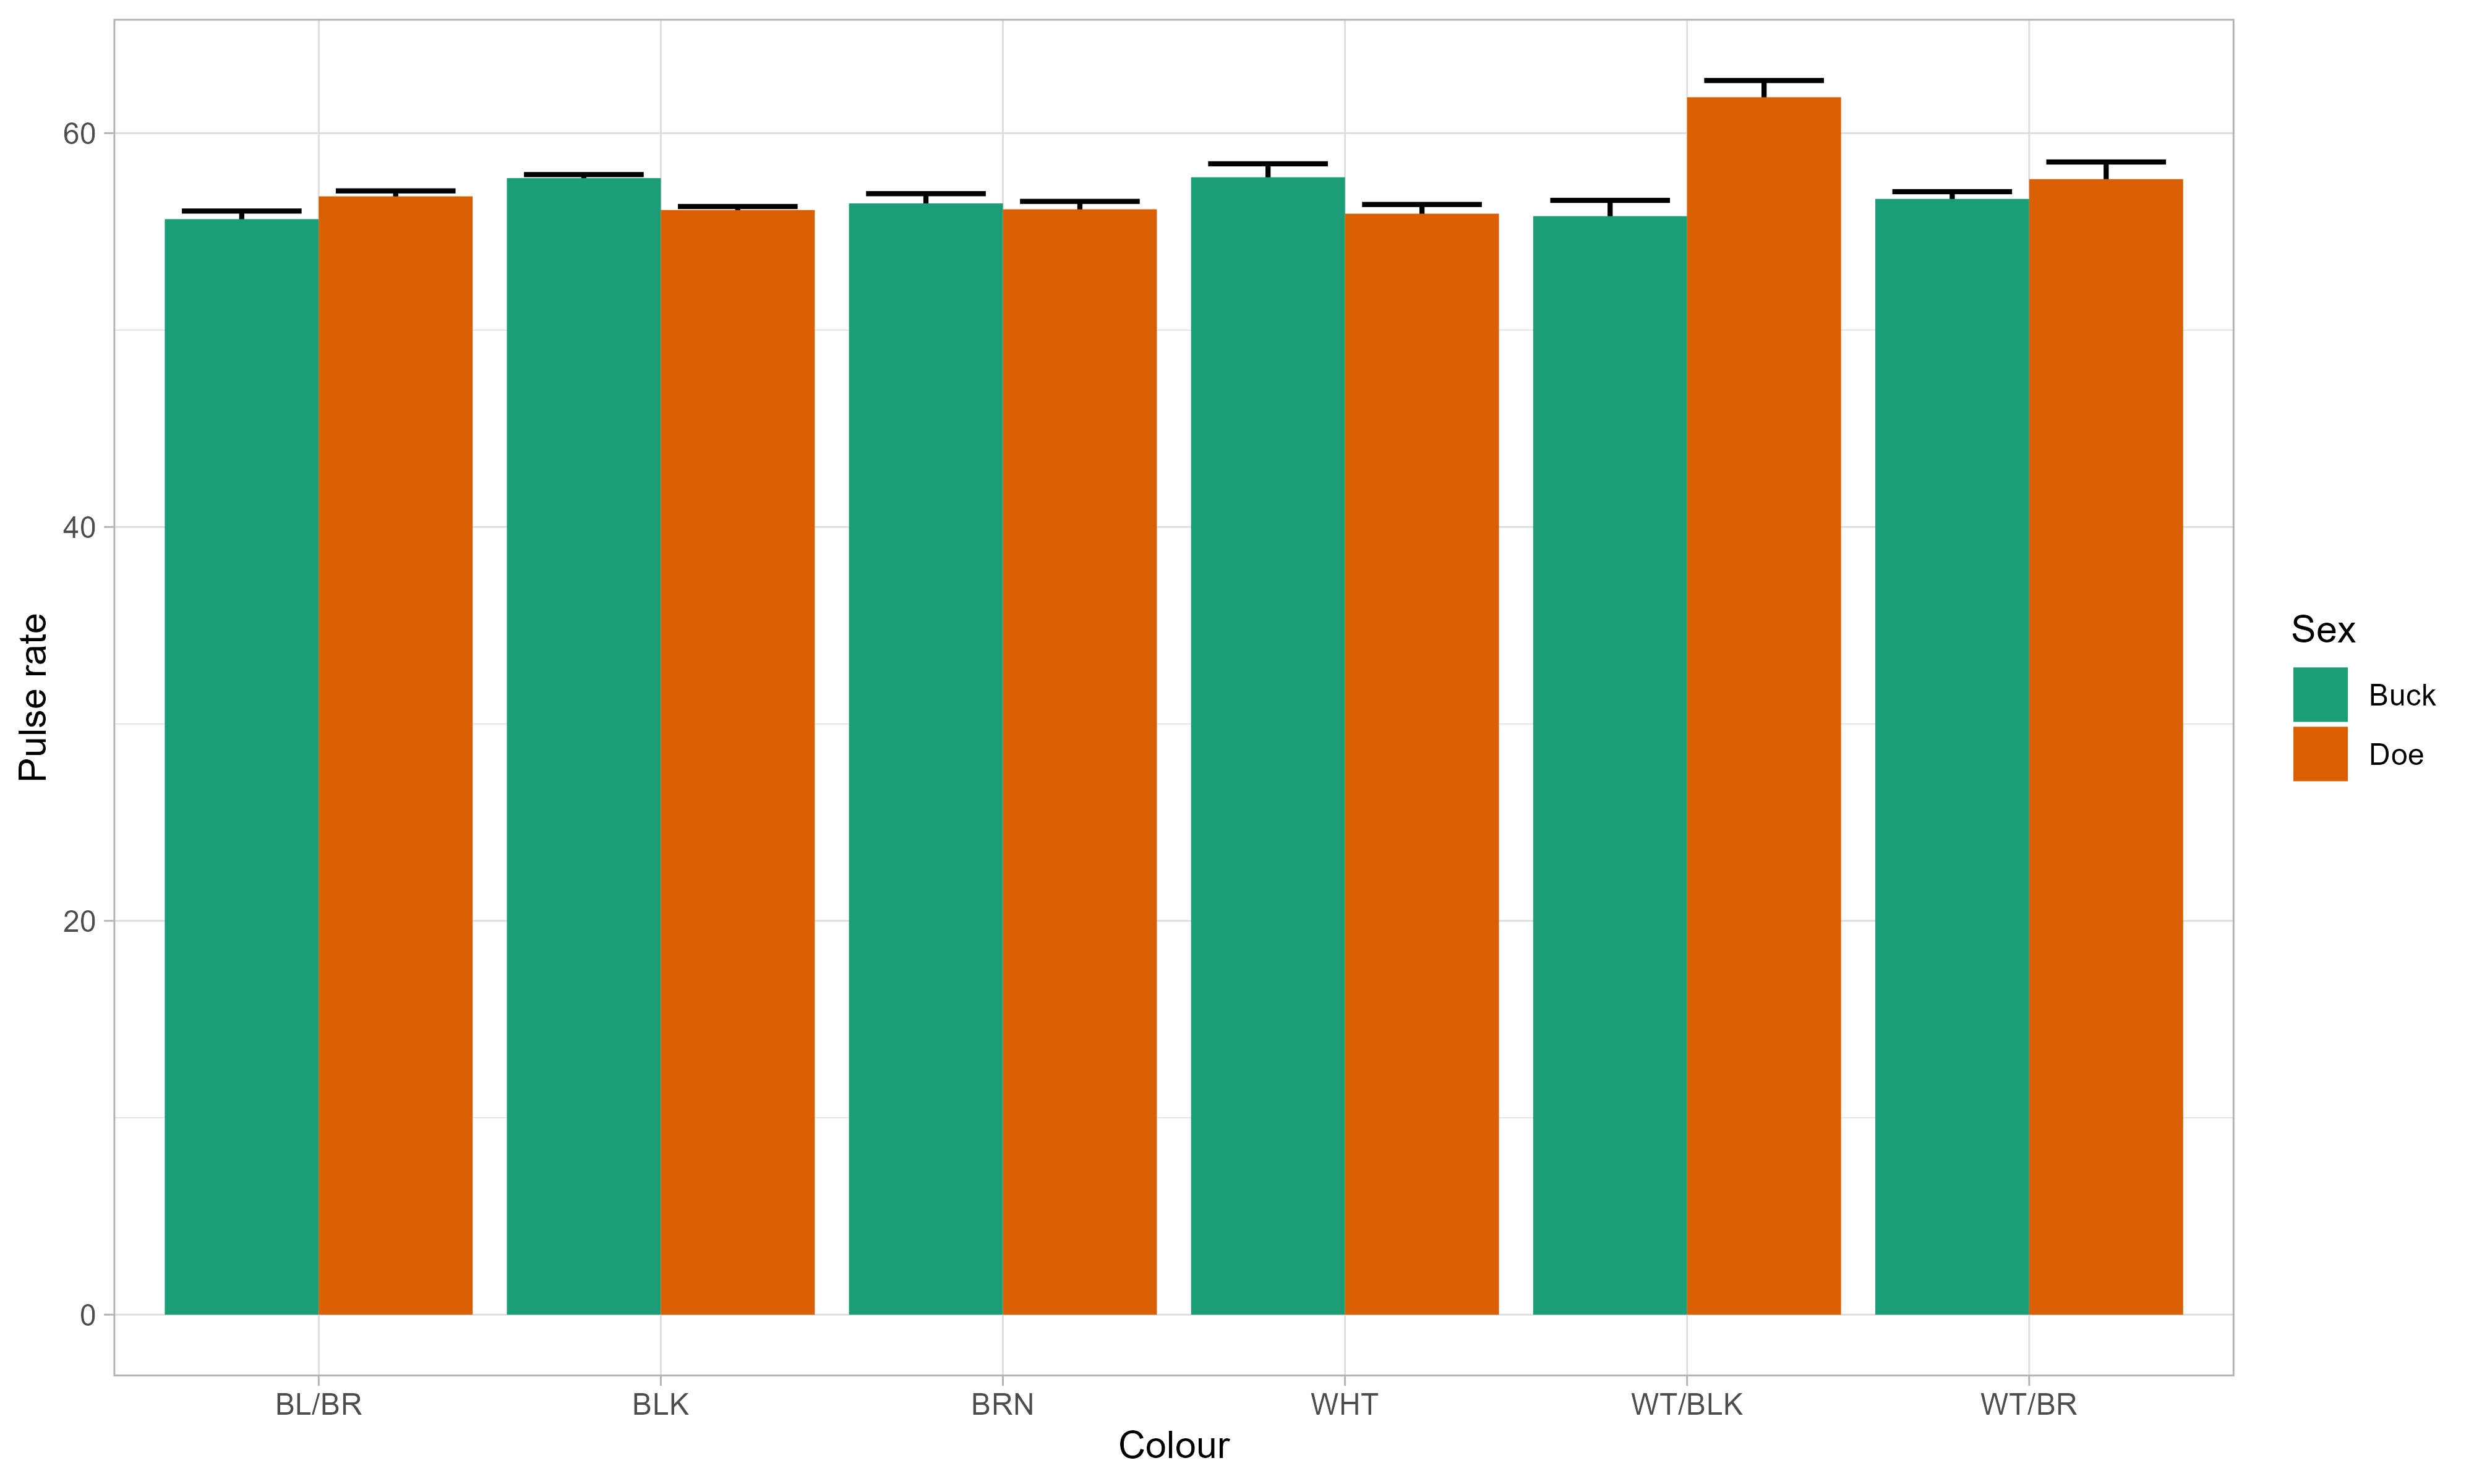 60
40
20
0
Pulse rate
BL/BR
BLK
BRN
WHT
WT/BLK
WT/BR
Colour
Sex
Buck
Doe